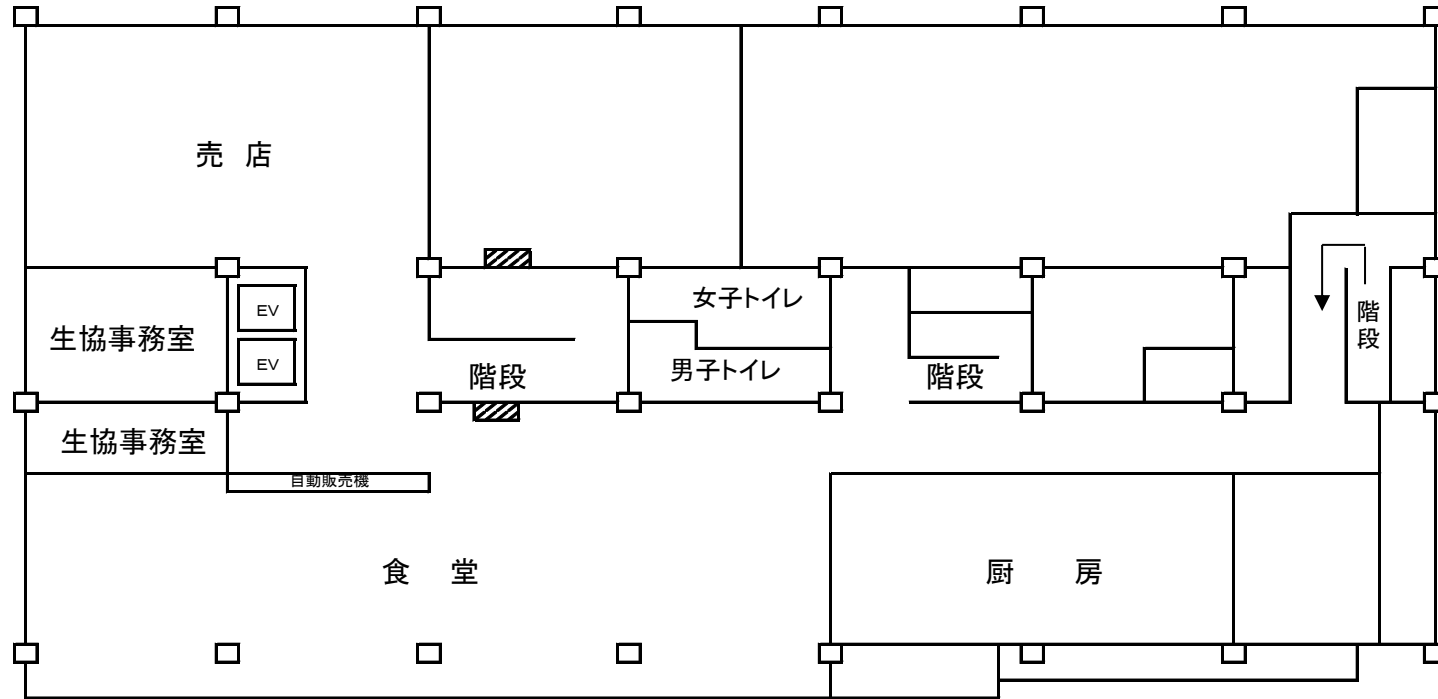 売 店
女子トイレ
EV
階段
生協事務室
EV
男子トイレ
階段
階段
生協事務室
自動販売機
食 堂
厨 房